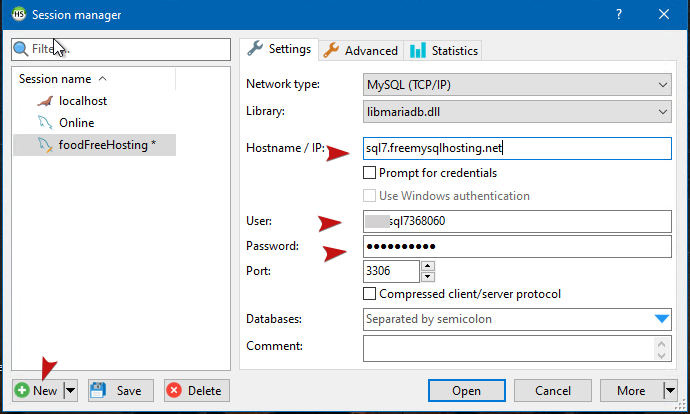 HS Session manager ?
Filter...
Session name
localhost
Online
foodFreeHosting *
New
Save
Delete
Settings
Advanced
Statistics
Network type: MySQL (TCP/IP)
Library: libmariadb.dll
Hostname / IP: sql7.freemysqlhosting.net
Prompt for credentials
Use Windows authentication
User: sql7368060
Password: ●●●●●●●●●●
Port: 3306
Compressed client/server protocol
Databases: Separated by semicolon
Comment:
Open
Cancel
More